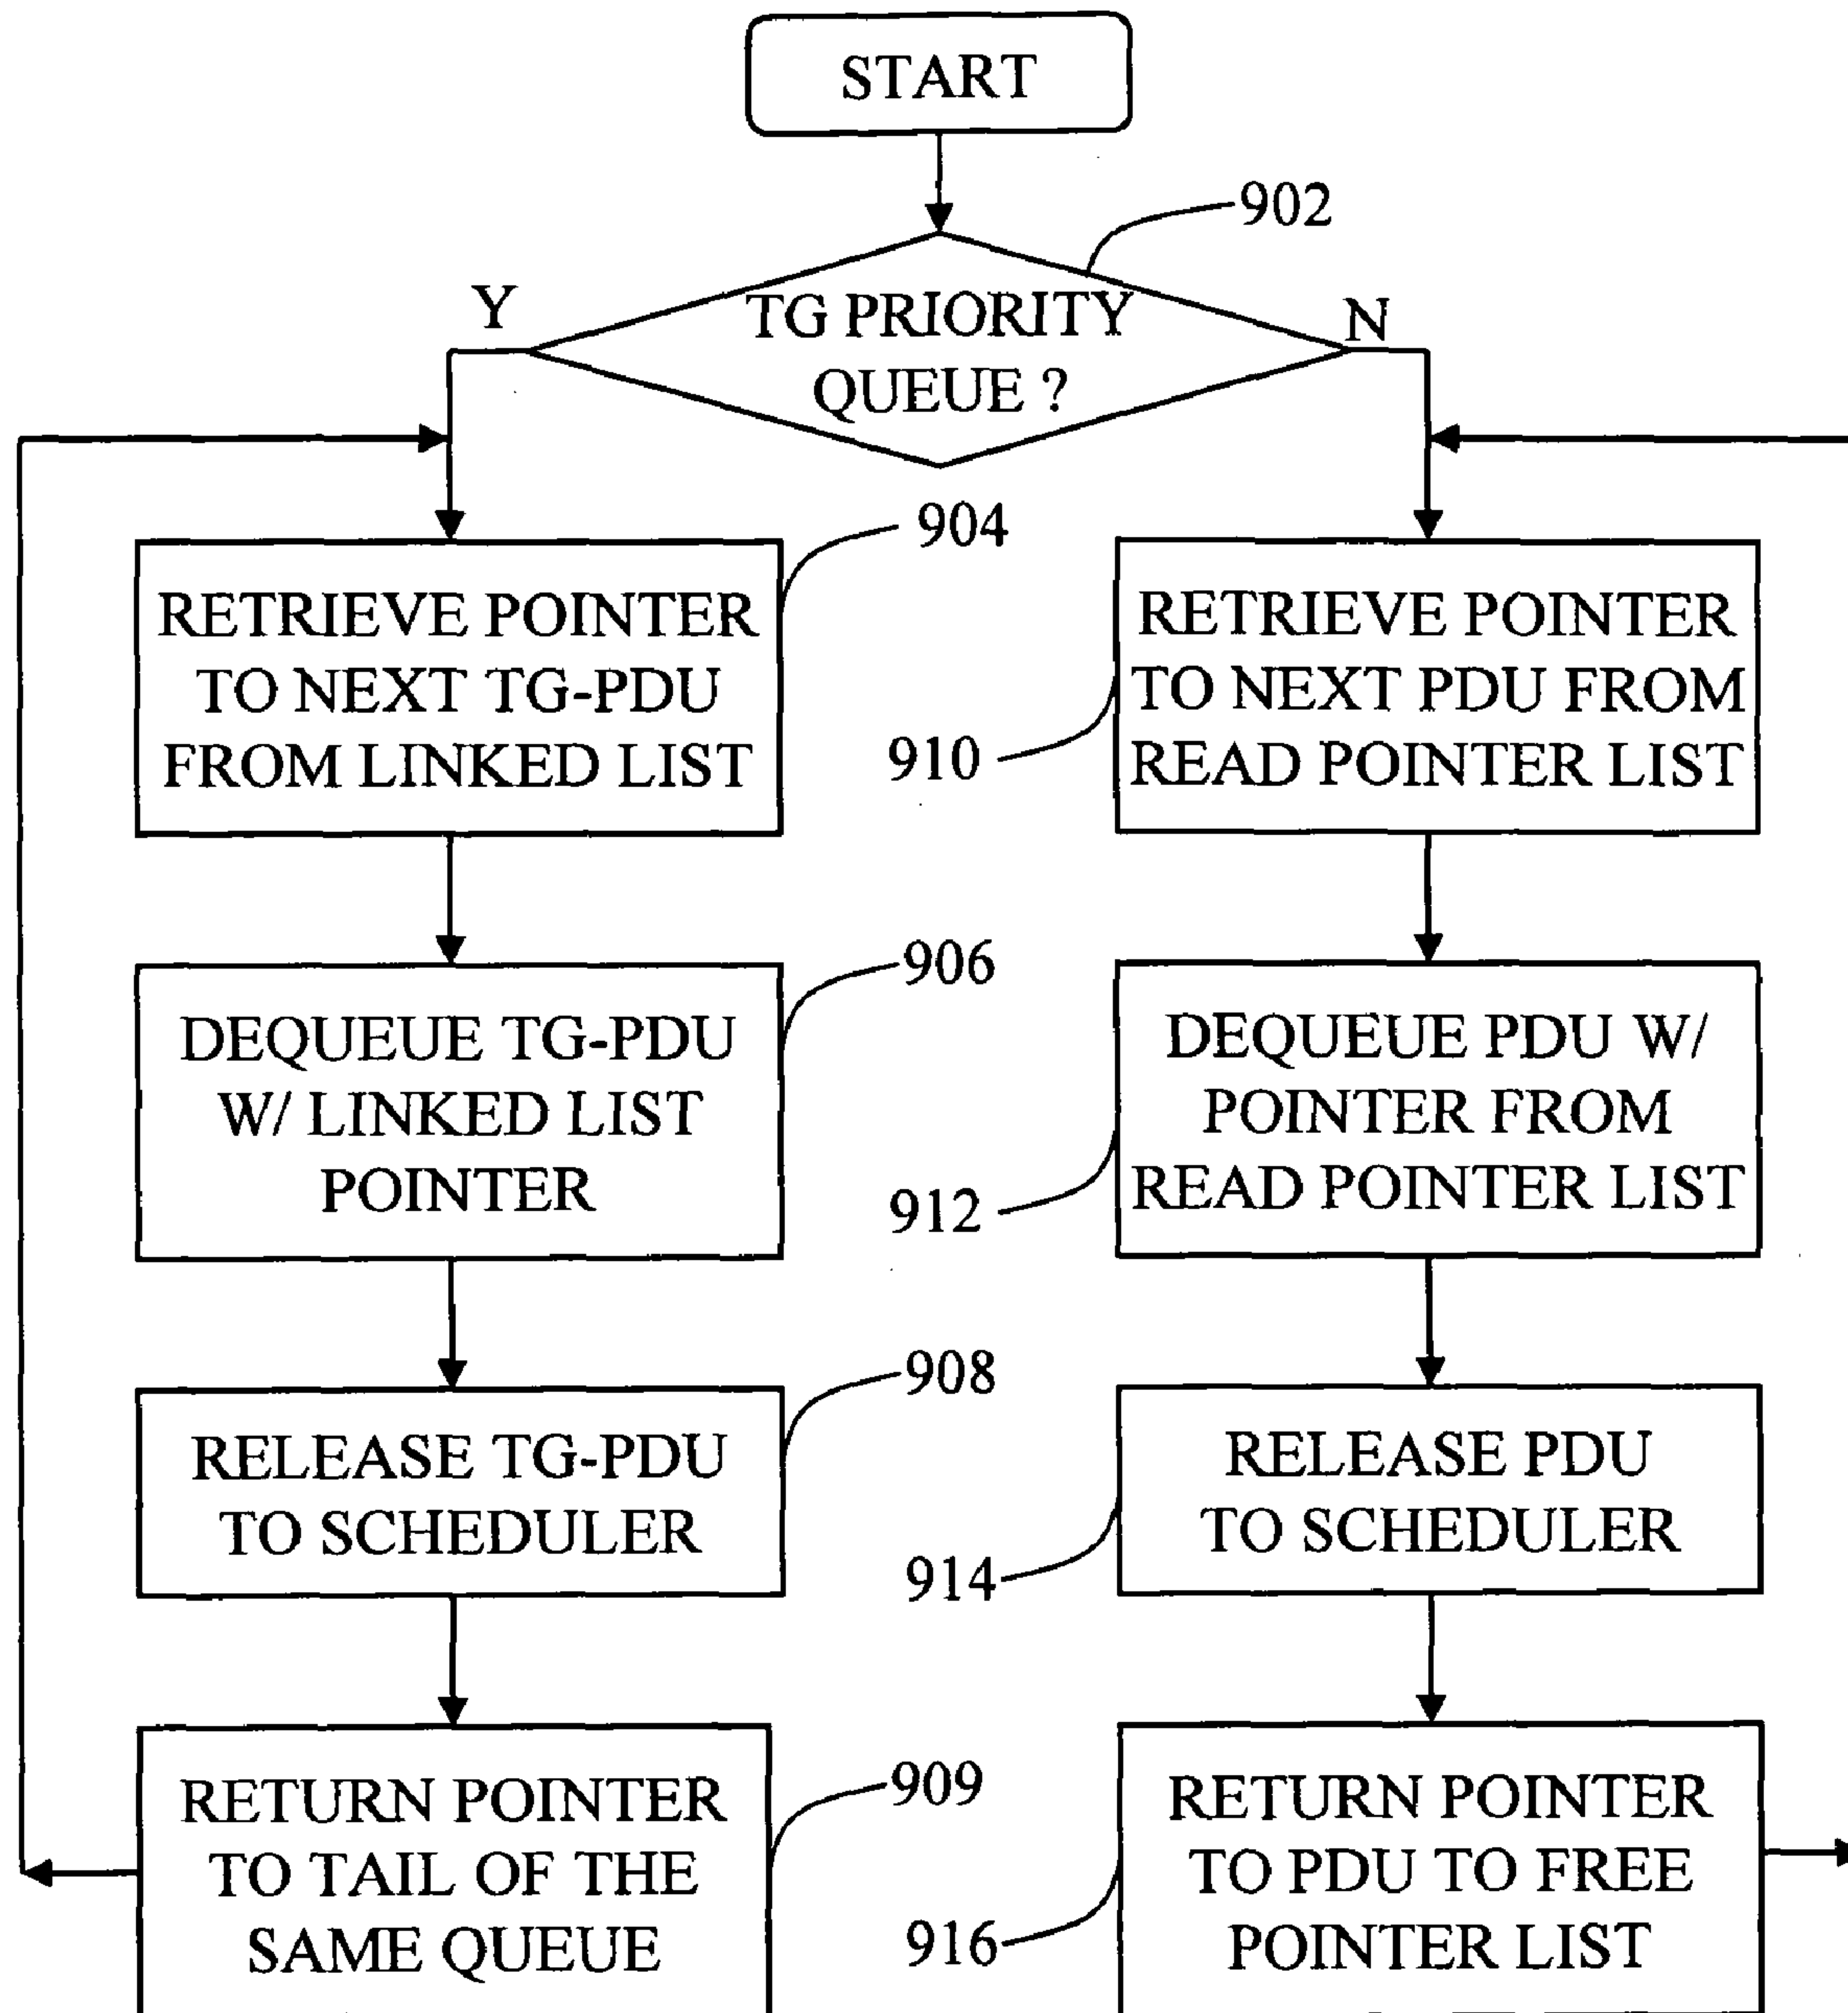 START
902
Y
TG PRIORITY
QUEUE ?
N
904
RETRIEVE POINTER
TO NEXT TG-PDU
FROM LINKED LIST
910
RETRIEVE POINTER
TO NEXT PDU FROM
READ POINTER LIST
906
DEQUEUE TG-PDU
W/ LINKED LIST
POINTER
912
DEQUEUE PDU W/
POINTER FROM
READ POINTER LIST
908
RELEASE TG-PDU
TO SCHEDULER
914
RELEASE PDU
TO SCHEDULER
909
RETURN POINTER
TO TAIL OF THE
SAME QUEUE
916
RETURN POINTER
TO PDU TO FREE
POINTER LIST